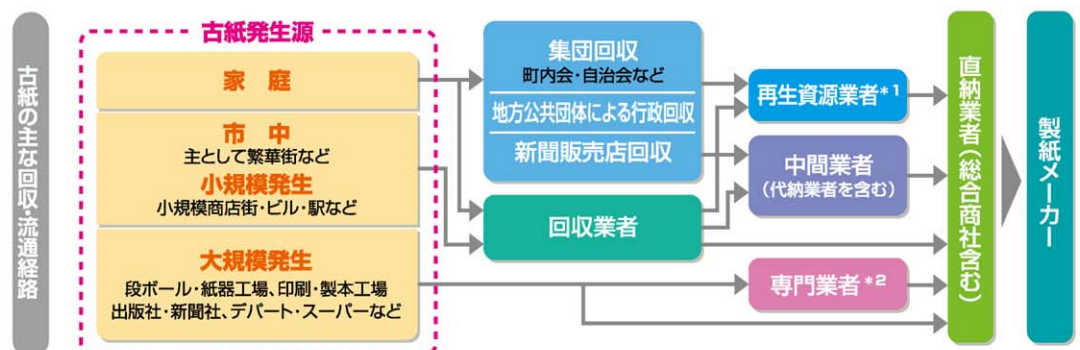 古紙の主な回収・流通経路
古紙発生源
家 庭
市 中
主として繁華街など
小規模発生
小規模商店街・ビル・駅など
大規模発生
段ボール・紙器工場、印刷・製本工場
出版社・新聞社、デパート・スーパーなど
集団回収
町内会・自治会など
地方公共団体による行政回収
新聞販売店回収
回収業者
再生資源業者*1
中間業者
(代納業者を含む)
専門業者*2
直納業者(総合商社含む)
製紙メーカー